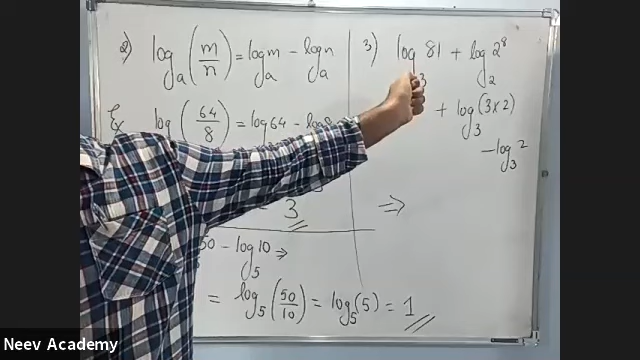 2) log_a (m/n) = log_a m - log_a n
Ex log (64/8) = log 64 - log 8
3
50 - log_5 10 ⇒
= log_5 (50/10) = log_5 (5) = 1
3) log_3 81 + log_2 2^8
+ log_3 (3×2)
- log_3 2
⇒
Neev Academy